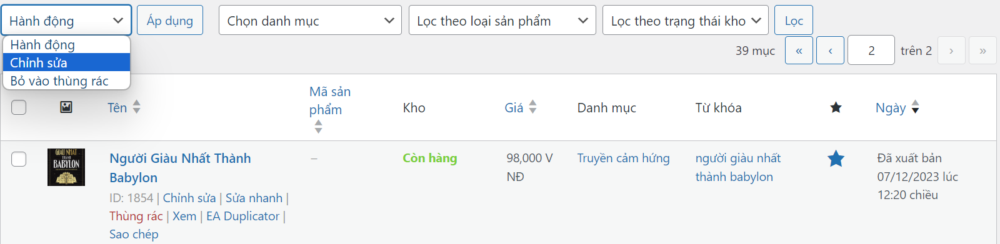 Hành động
Áp dụng
Chọn danh mục
Lọc theo loại sản phẩm
Lọc theo trạng thái kho
Lọc
Hành động
Chỉnh sửa
Bỏ vào thùng rác
39 mục « ‹ 2 trên 2 › »
Tên
Mã sản
phẩm
Kho
Giá
Danh mục
Từ khóa
Ngày
GIÀU NHẤT
THÀNH
BABYLON
Người Giàu Nhất Thành
Babylon
ID: 1854 | Chỉnh sửa | Sửa nhanh |
Thùng rác | Xem | EA Duplicator |
Sao chép
–
Còn hàng
98,000 V
NĐ
Truyền cảm hứng
người giàu nhất
thành babylon
Đã xuất bản
07/12/2023 lúc
12:20 chiều